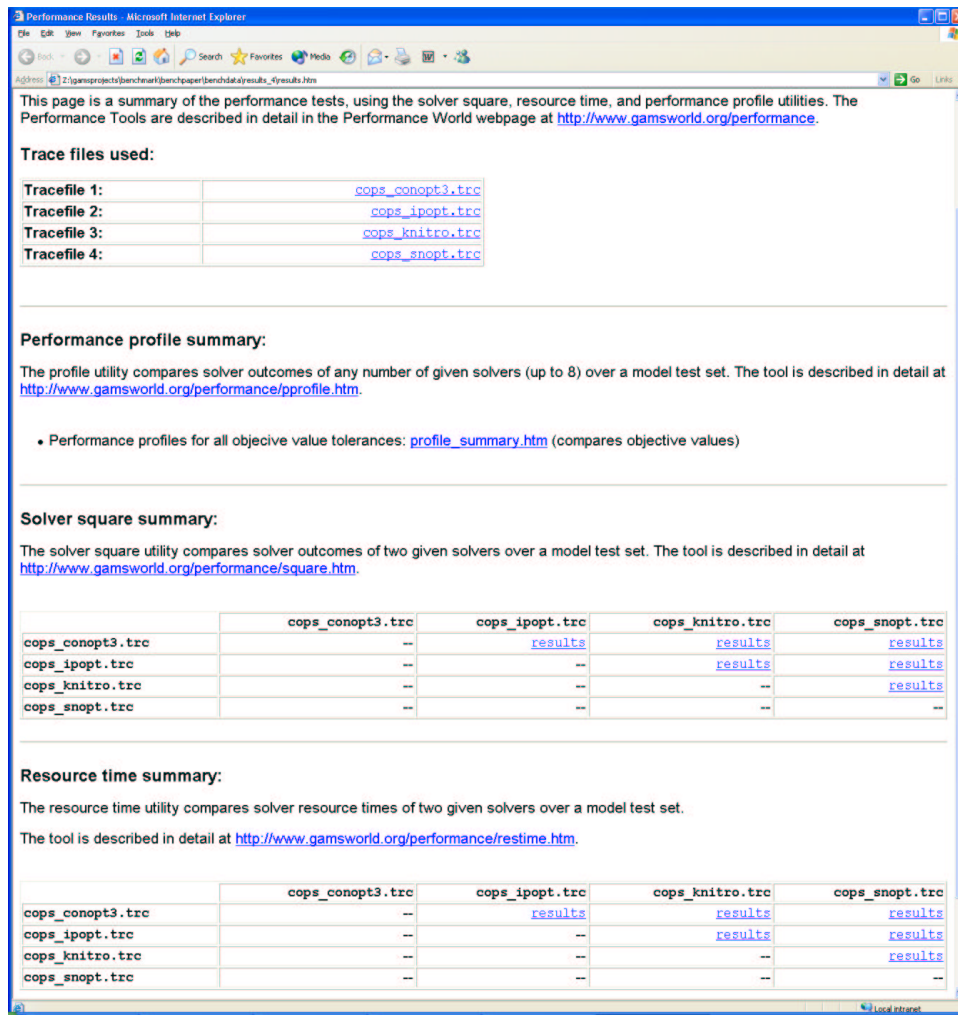 Performance Results - Microsoft Internet Explorer
File Edit View Favorites Tools Help
Back Search Favorites Media
Address Z:\gamsprojects\benchmark\benchpaper\benchdata\results_4\results.htm Go Links
This page is a summary of the performance tests, using the solver square, resource time, and performance profile utilities. The
Performance Tools are described in detail in the Performance World webpage at http://www.gamsworld.org/performance.
Trace files used:
Tracefile 1: cops_conopt3.trc
Tracefile 2: cops_ipopt.trc
Tracefile 3: cops_knitro.trc
Tracefile 4: cops_snopt.trc
Performance profile summary:
The profile utility compares solver outcomes of any number of given solvers (up to 8) over a model test set. The tool is described in detail at
http://www.gamsworld.org/performance/pprofile.htm.
• Performance profiles for all objecive value tolerances: profile_summary.htm (compares objective values)
Solver square summary:
The solver square utility compares solver outcomes of two given solvers over a model test set. The tool is described in detail at
http://www.gamsworld.org/performance/square.htm.
cops_conopt3.trc cops_ipopt.trc cops_knitro.trc cops_snopt.trc
cops_conopt3.trc -- results results results
cops_ipopt.trc -- -- results results
cops_knitro.trc -- -- -- results
cops_snopt.trc -- -- -- --
Resource time summary:
The resource time utility compares solver resource times of two given solvers over a model test set.
The tool is described in detail at http://www.gamsworld.org/performance/restime.htm.
cops_conopt3.trc cops_ipopt.trc cops_knitro.trc cops_snopt.trc
cops_conopt3.trc -- results results results
cops_ipopt.trc -- -- results results
cops_knitro.trc -- -- -- results
cops_snopt.trc -- -- -- --
Local intranet